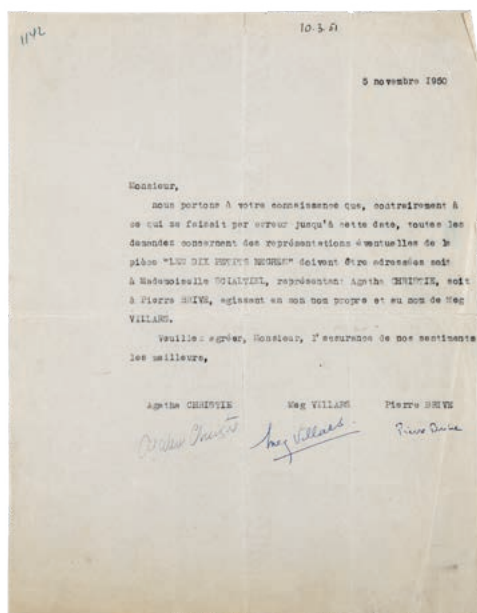 1142
10.3.51
5 novembre 1950
Monsieur,
nous portons à votre connaissance que, contrairement à
ce qui se faisait par erreur jusqu'à cette date, toutes les
demandes concernant des représentations éventuelles de la
pièce "LES DIX PETITS NEGRES" doivent être adressées soit
à Mademoiselle SCIALTIEL, représentant Agatha CHRISTIE, soit
à Pierre BRIVE, agissant en son nom propre et au nom de Meg
VILLARS.
Veuillez agréer, Monsieur, l'assurance de nos sentiments
les meilleurs,
Agatha CHRISTIE Meg VILLARS Pierre BRIVE
Agatha Christie Meg Villars. Pierre Brive